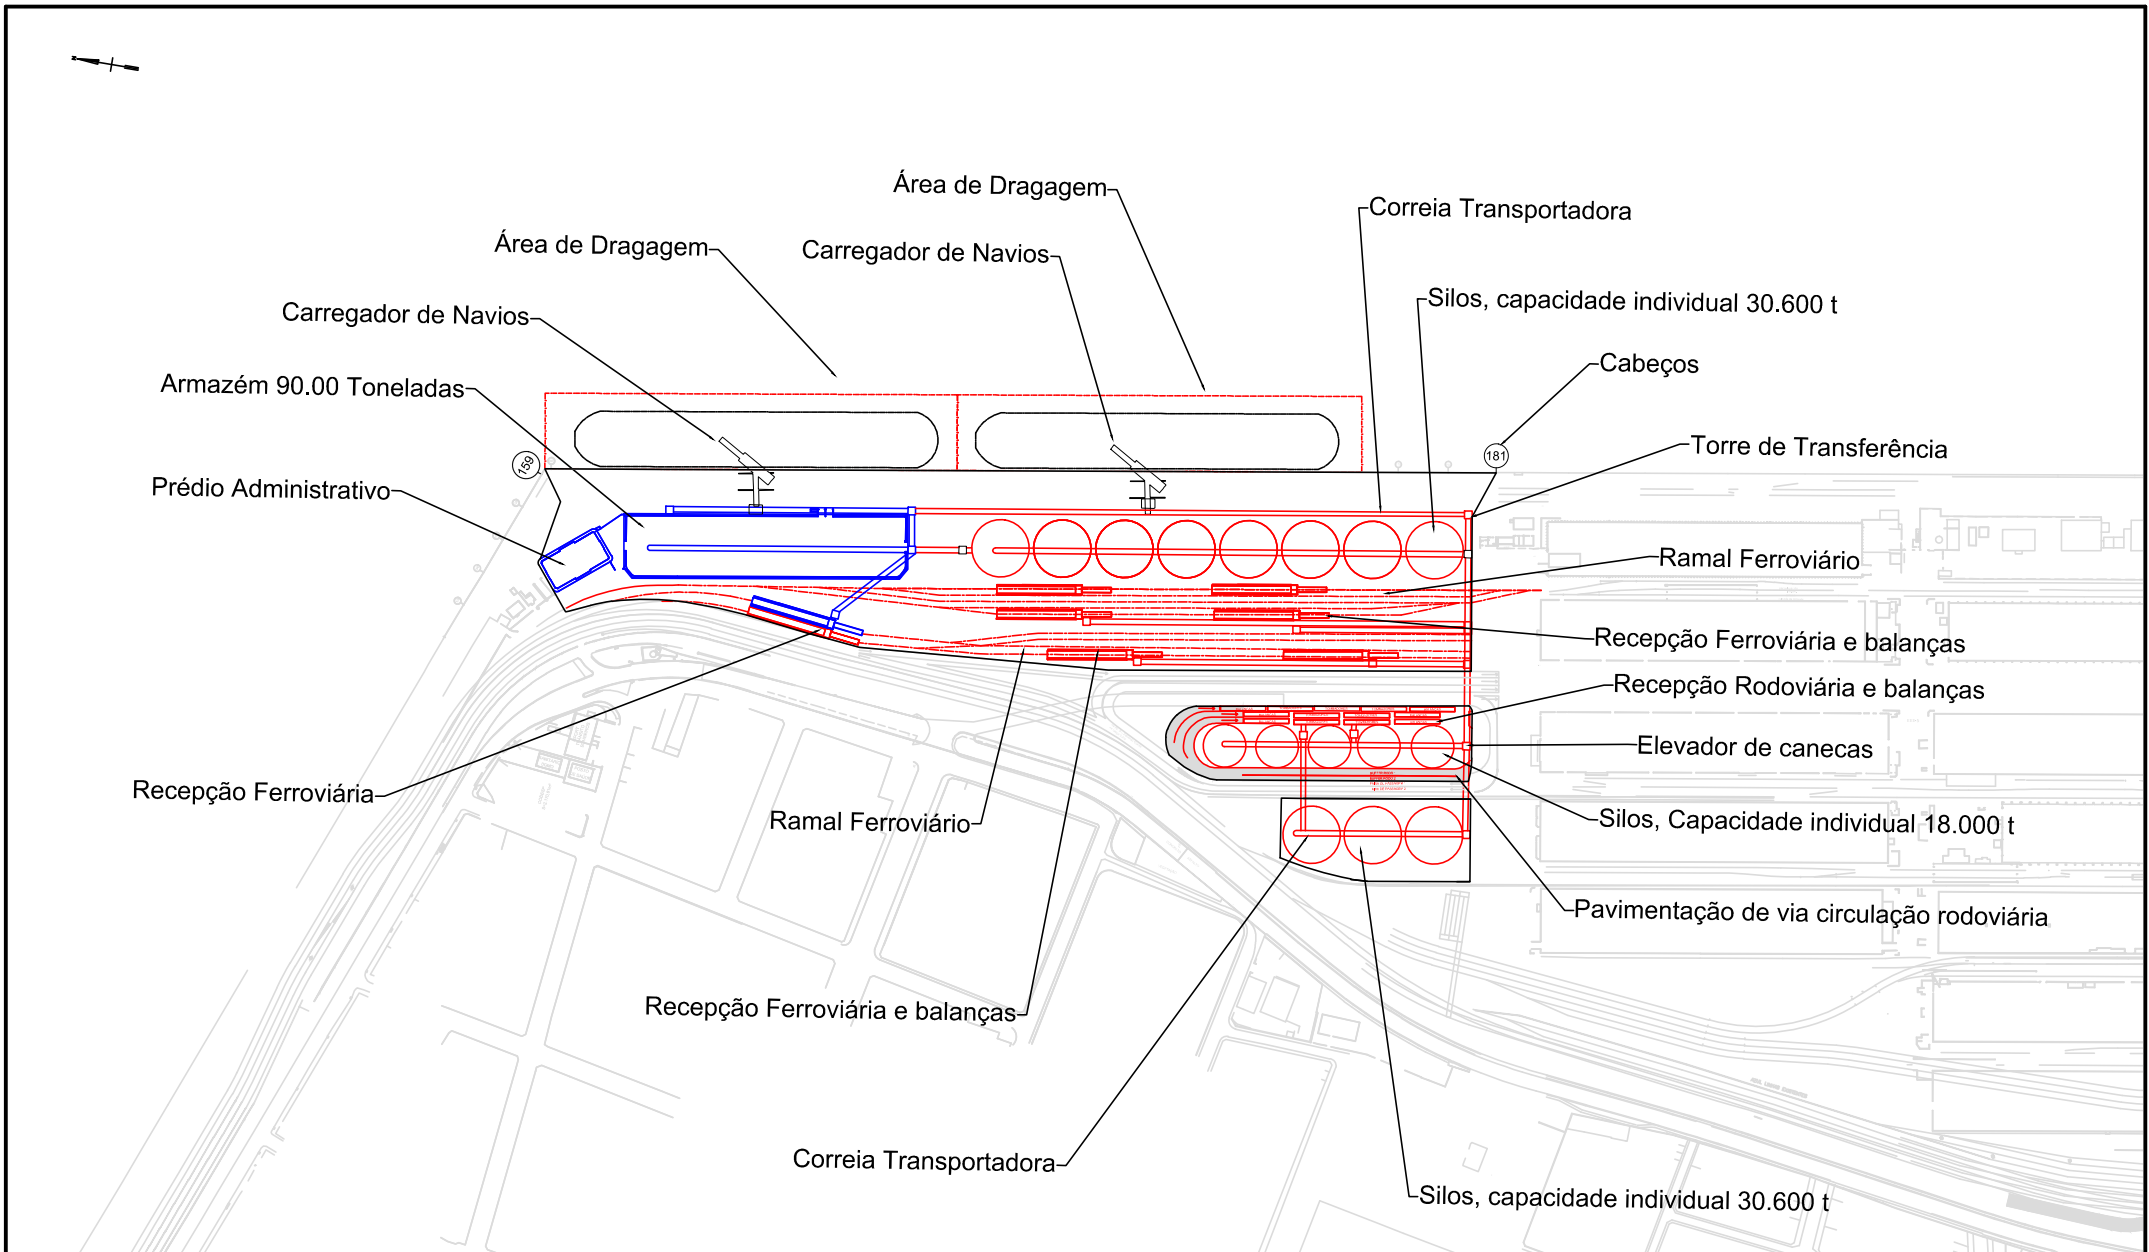 Área de Dragagem
Correia Transportadora
Área de Dragagem
Carregador de Navios
Silos, capacidade individual 30.600 t
Carregador de Navios
Cabeços
Armazém 90.00 Toneladas
159
181
Torre de Transferência
Prédio Administrativo
Ramal Ferroviário
Recepção Ferroviária e balanças
Recepção Rodoviária e balanças
Elevador de canecas
Recepção Ferroviária
Ramal Ferroviário
Silos, Capacidade individual 18.000 t
Pavimentação de via circulação rodoviária
Recepção Ferroviária e balanças
Correia Transportadora
Silos, capacidade individual 30.600 t